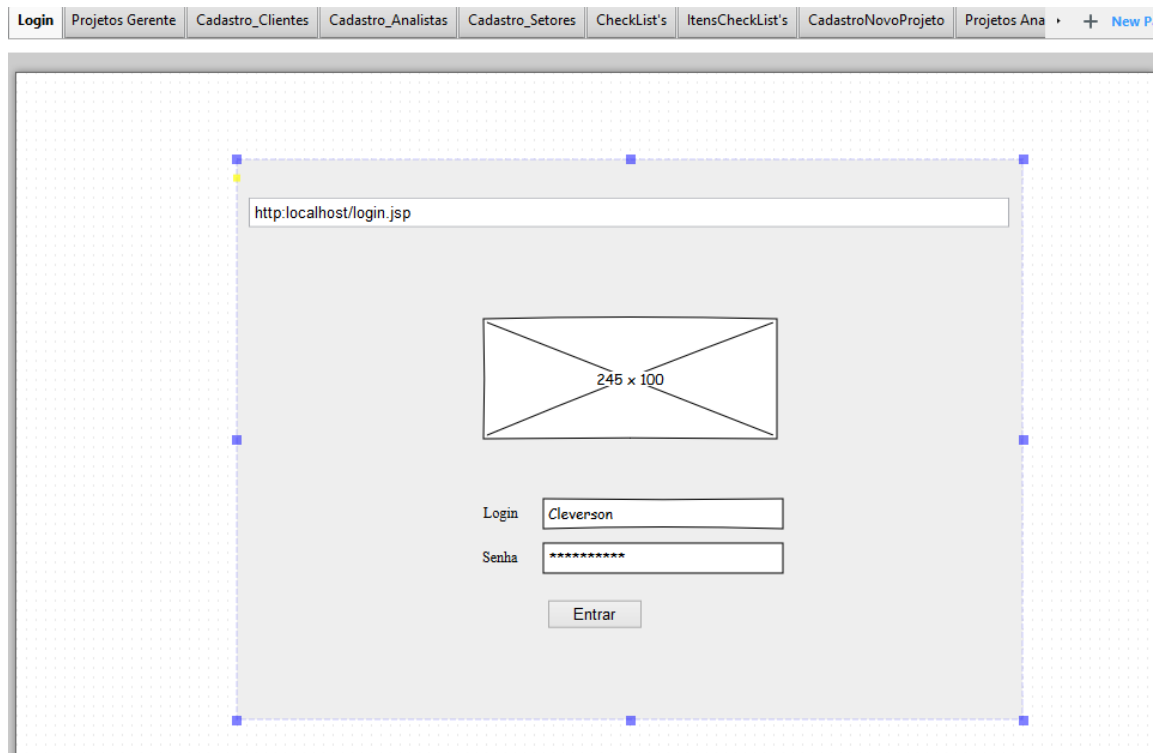 Login Projetos Gerente Cadastro_Clientes Cadastro_Analistas Cadastro_Setores CheckList's ItensCheckList's CadastroNovoProjeto Projetos Ana + New
http:localhost/login.jsp
245 x 100
Login Cleverson
Senha **********
Entrar